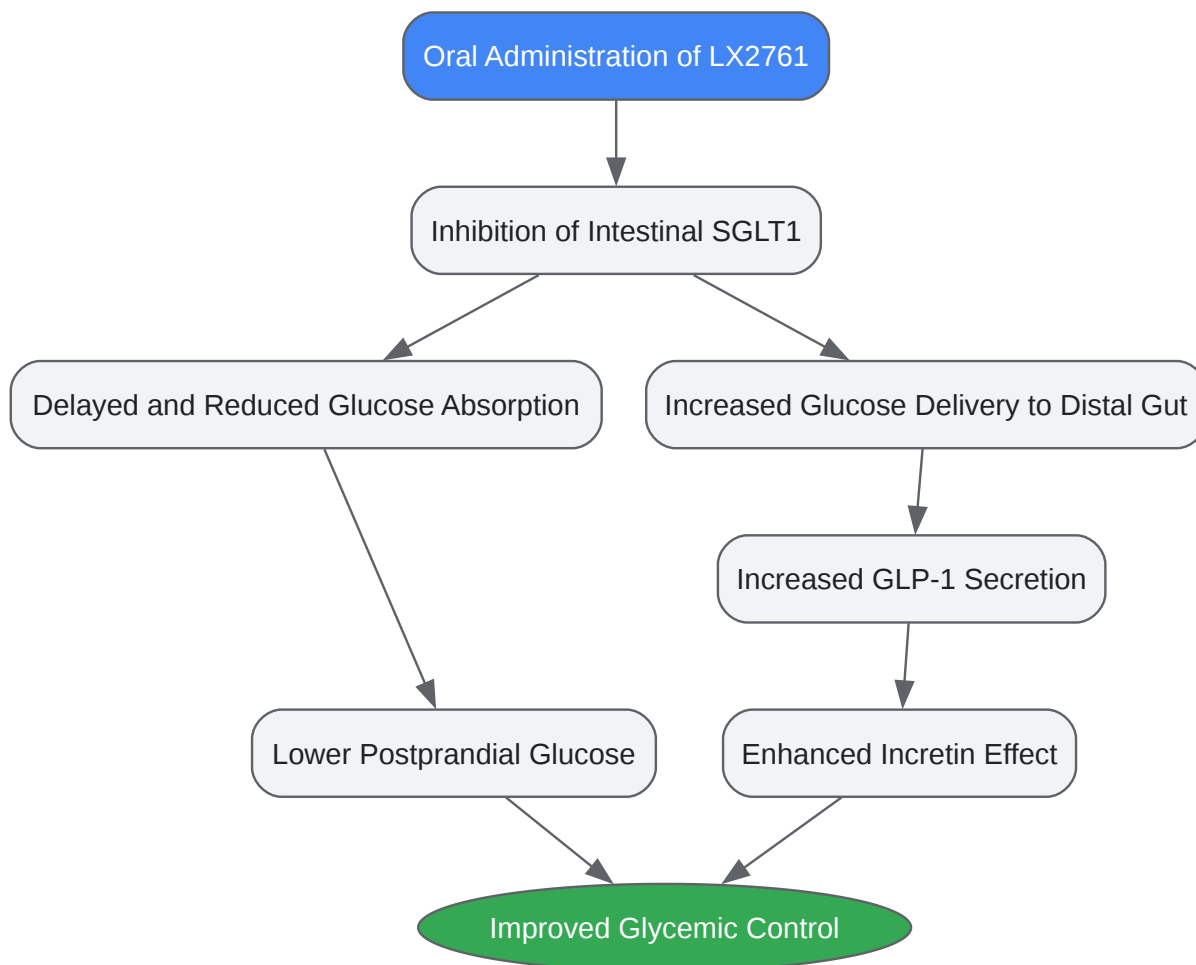 Oral Administration of LX2761
Inhibition of Intestinal SGLT1
Delayed and Reduced Glucose Absorption
Increased Glucose Delivery to Distal Gut
Increased GLP-1 Secretion
Lower Postprandial Glucose
Enhanced Incretin Effect
Improved Glycemic Control